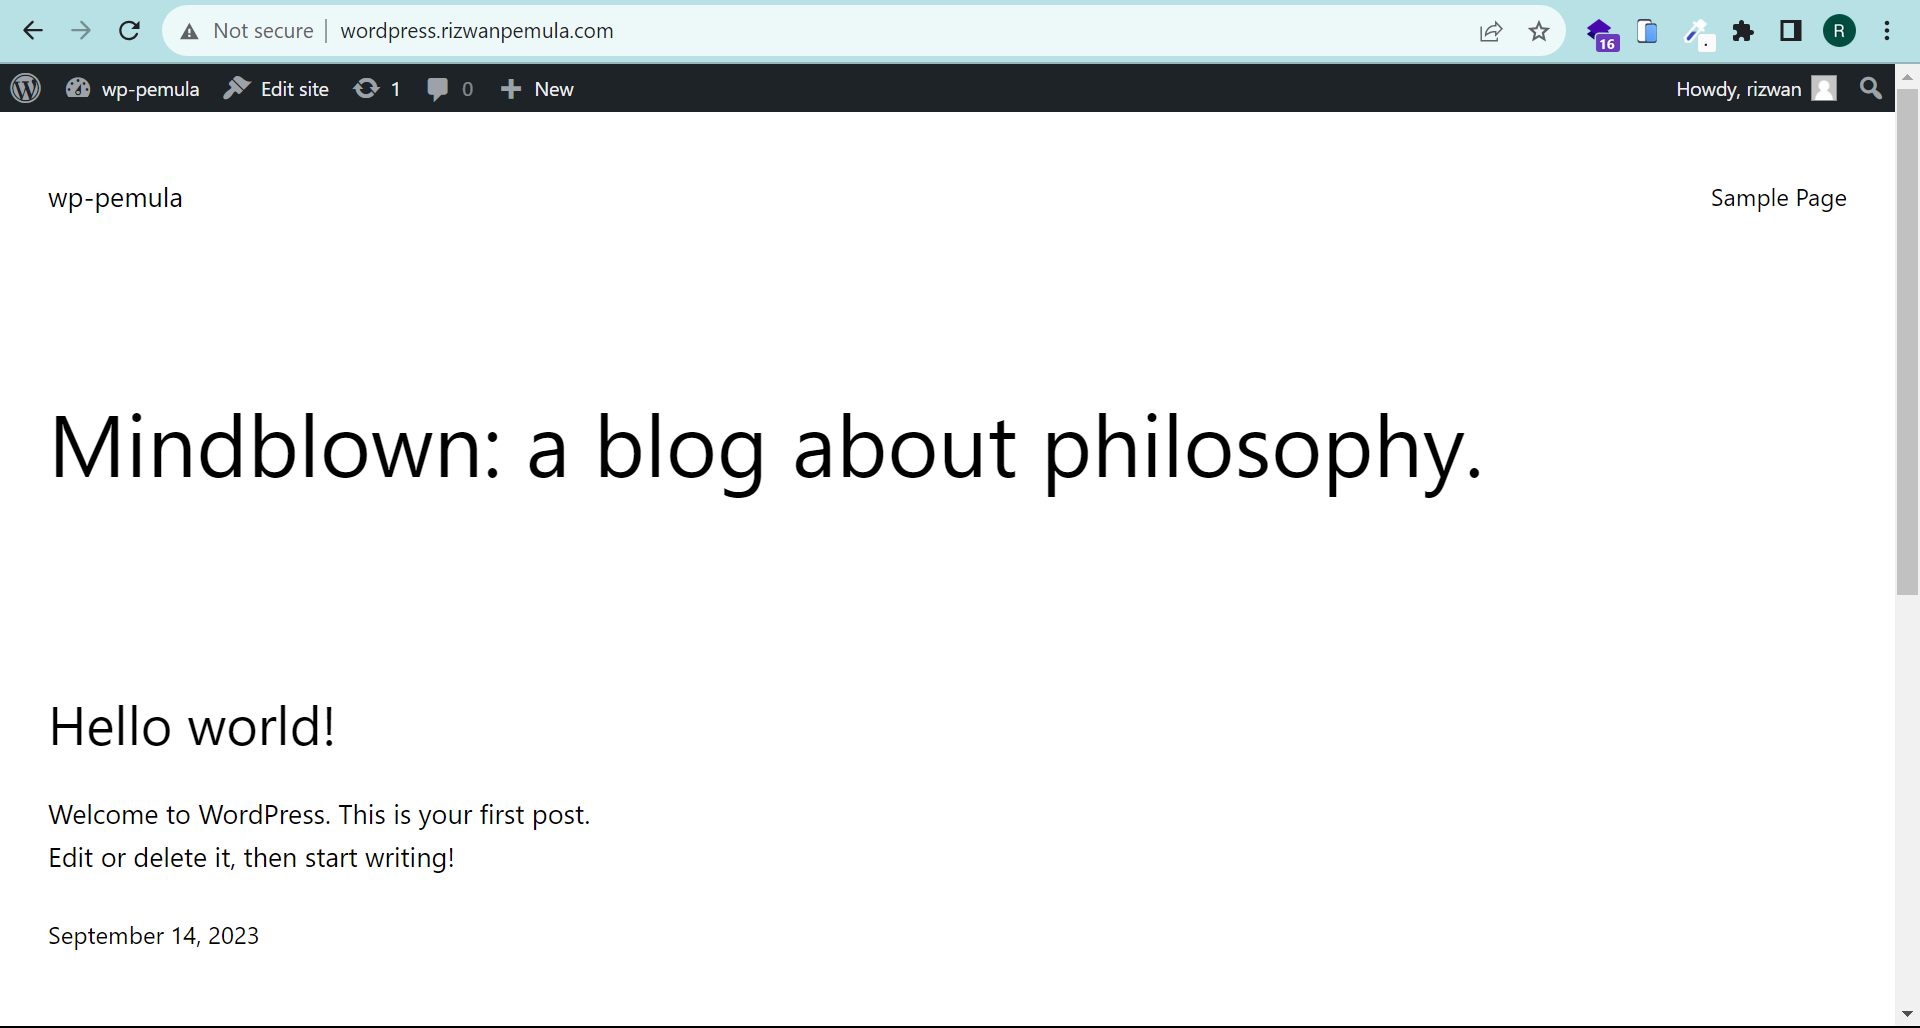 Not secure | wordpress.rizwanpemula.com
16
R
wp-pemula Edit site 1 0 New Howdy, rizwan
wp-pemula Sample Page
Mindblown: a blog about philosophy.
Hello world!
Welcome to WordPress. This is your first post.
Edit or delete it, then start writing!
September 14, 2023